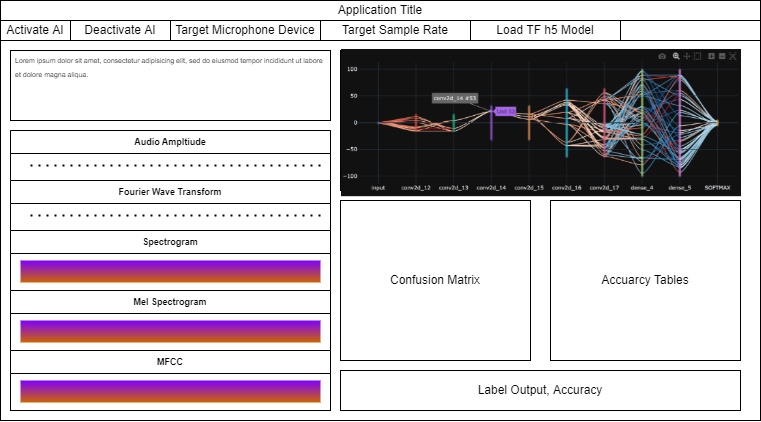 Application Title
Activate AI
Deactivate AI
Target Microphone Device
Target Sample Rate
Load TF h5 Model
Lorem ipsum dolor sit amet, consectetur adipisicing elit, sed do eiusmod tempor incididunt ut labore
et dolore magna aliqua.
Audio Ampltiude
Fourier Wave Transform
Spectrogram
Mel Spectrogram
MFCC
100
50
0
−50
−100
conv2d_14 #53
Unit 53
input
conv2d_12
conv2d_13
conv2d_14
conv2d_15
conv2d_16
conv2d_17
dense_4
dense_5
SOFTMAX
Confusion Matrix
Accuarcy Tables
Label Output, Accuracy